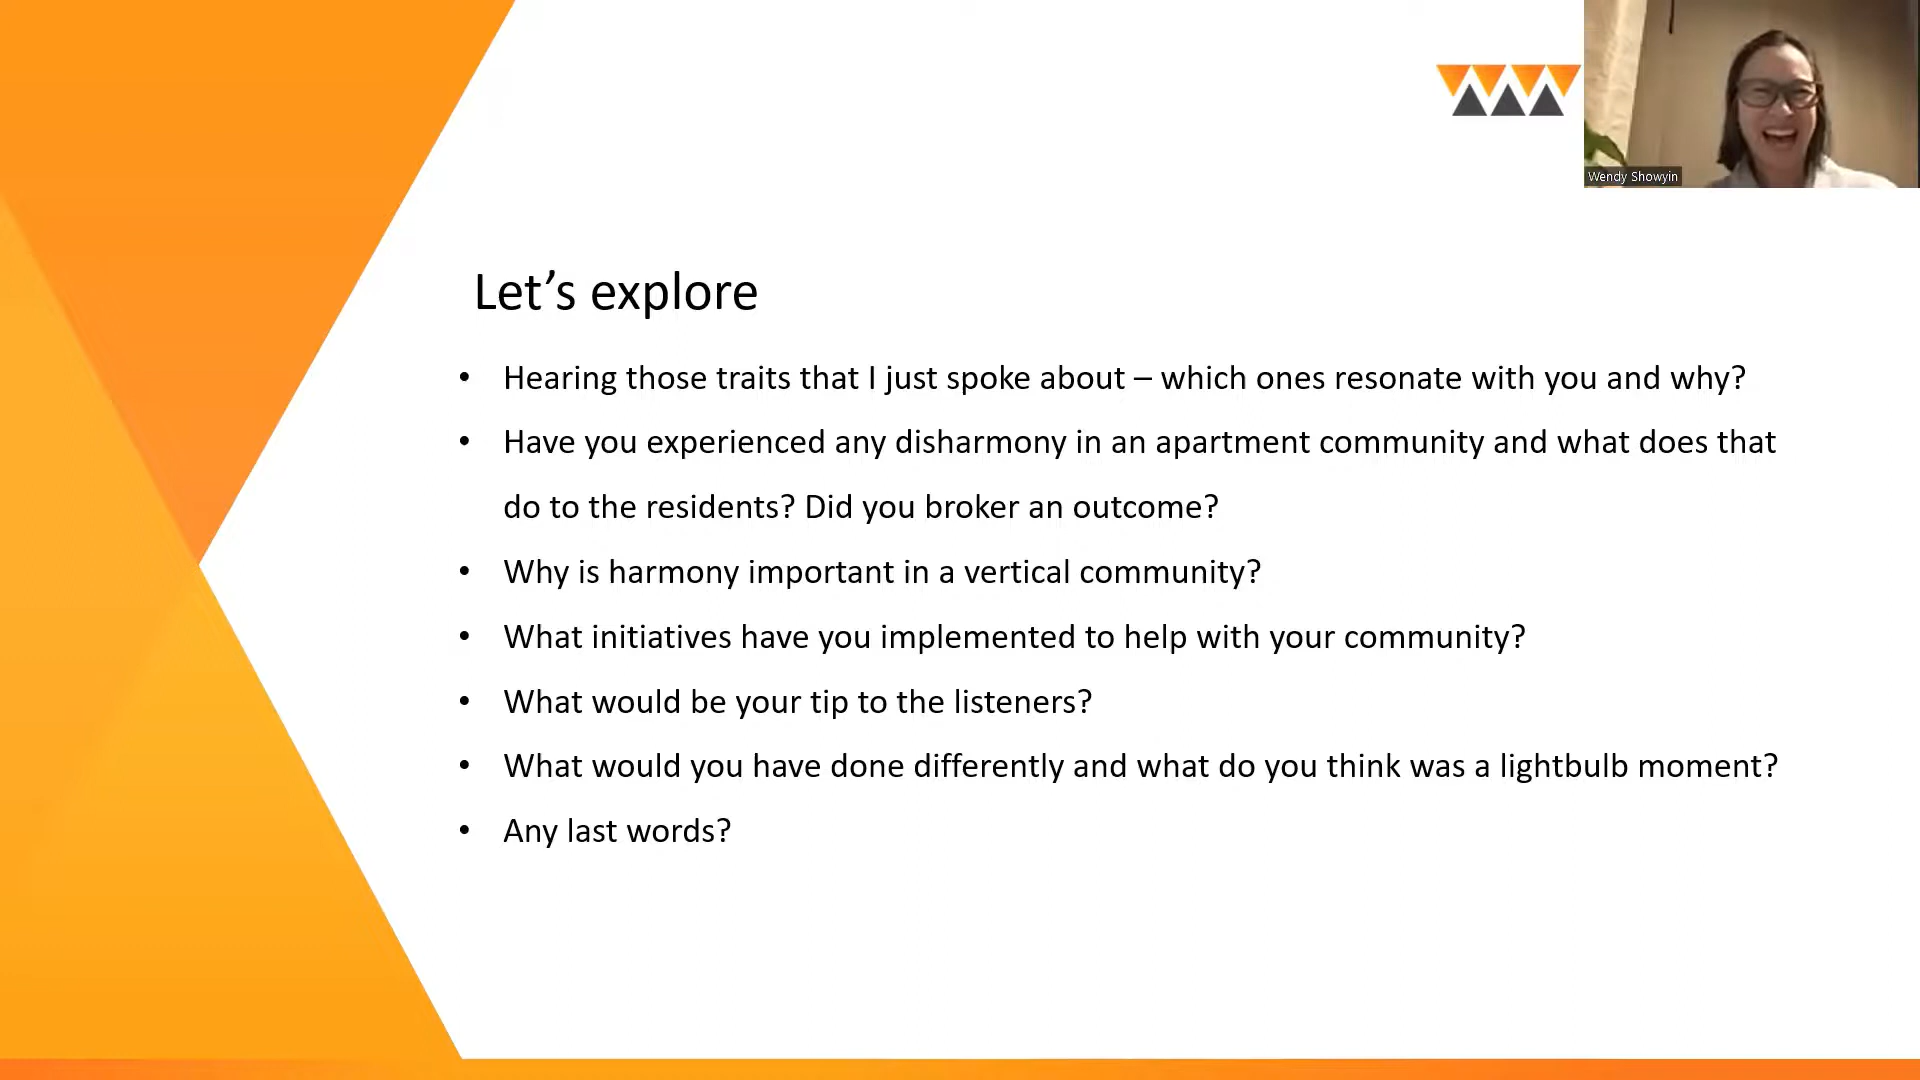 Wendy Showyin
Let’s explore
• Hearing those traits that I just spoke about – which ones resonate with you and why?
• Have you experienced any disharmony in an apartment community and what does that
do to the residents? Did you broker an outcome?
• Why is harmony important in a vertical community?
• What initiatives have you implemented to help with your community?
• What would be your tip to the listeners?
• What would you have done differently and what do you think was a lightbulb moment?
• Any last words?